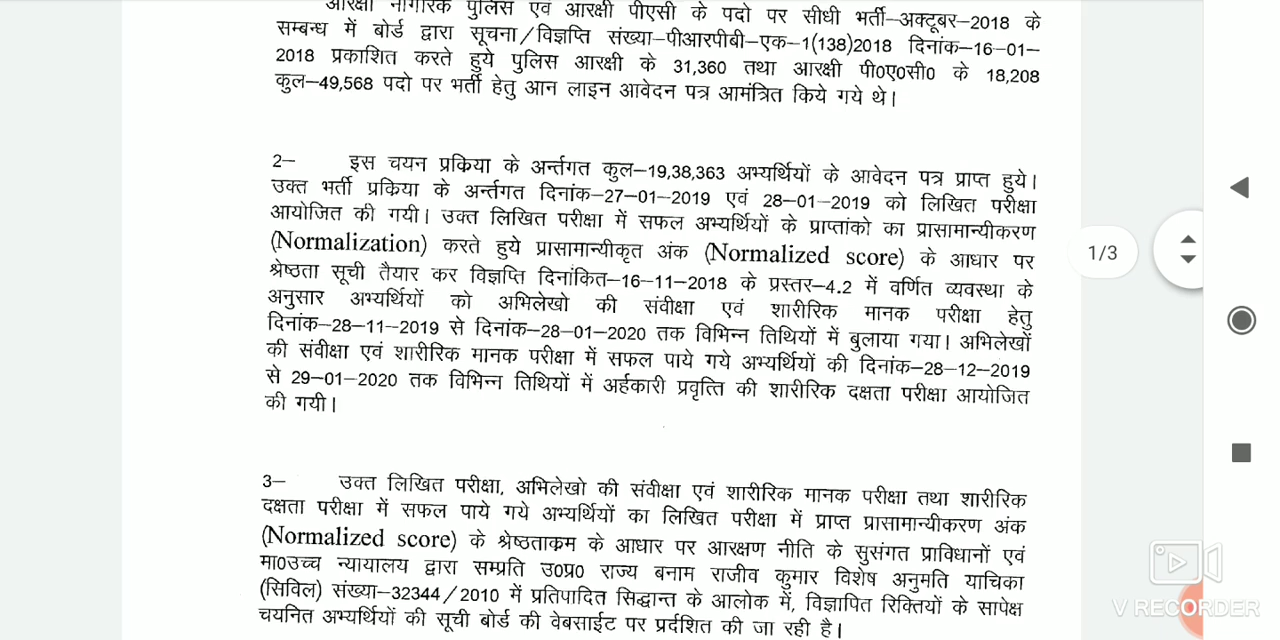 आरक्षी नागरिक पुलिस एवं आरक्षी पीएसी के पदो पर सीधी भर्ती–अक्टूबर–2018 के
सम्बन्ध में बोर्ड द्वारा सूचना/विज्ञप्ति संख्या–पीआरपीबी–एक–1(138)2018 दिनांक–16–01–
2018 प्रकाशित करते हुये पुलिस आरक्षी के 31,360 तथा आरक्षी पी0ए0सी0 के 18,208
कुल–49,568 पदो पर भर्ती हेतु आन लाइन आवेदन पत्र आमंत्रित किये गये थे।
2– इस चयन प्रकिया के अर्न्तगत कुल–19,38,363 अभ्यर्थियों के आवेदन पत्र प्राप्त हुये।
उक्त भर्ती प्रकिया के अर्न्तगत दिनांक–27–01–2019 एवं 28–01–2019 को लिखित परीक्षा
आयोजित की गयी। उक्त लिखित परीक्षा में सफल अभ्यर्थियों के प्राप्तांको का प्रासामान्यीकरण
(Normalization) करते हुये प्रासामान्यीकृत अंक (Normalized score) के आधार पर
श्रेष्ठता सूची तैयार कर विज्ञप्ति दिनांकित–16–11–2018 के प्रस्तर–4.2 में वर्णित व्यवस्था के
अनुसार अभ्यर्थियों को अभिलेखो की संवीक्षा एवं शारीरिक मानक परीक्षा हेतु
दिनांक–28–11–2019 से दिनांक–28–01–2020 तक विभिन्न तिथियों में बुलाया गया। अभिलेखों
की संवीक्षा एवं शारीरिक मानक परीक्षा में सफल पाये गये अभ्यर्थियों की दिनांक–28–12–2019
से 29–01–2020 तक विभिन्न तिथियों में अर्हकारी प्रवृत्ति की शारीरिक दक्षता परीक्षा आयोजित
की गयी।
3– उक्त लिखित परीक्षा, अभिलेखो की संवीक्षा एवं शारीरिक मानक परीक्षा तथा शारीरिक
दक्षता परीक्षा में सफल पाये गये अभ्यर्थियों का लिखित परीक्षा में प्राप्त प्रासामान्यीकरण अंक
(Normalized score) के श्रेष्ठताकम के आधार पर आरक्षण नीति के सुसंगत प्राविधानों एवं
मा0उच्च न्यायालय द्वारा सम्प्रति उ0प्र0 राज्य बनाम राजीव कुमार विशेष अनुमति याचिका
(सिविल) संख्या–32344/2010 में प्रतिपादित सिद्धान्त के आलोक में, विज्ञापित रिक्तियों के सापेक्ष
चयनित अभ्यर्थियों की सूची बोर्ड की वेबसाईट पर प्रर्दशित की जा रही है।
1/3
V RECORDER